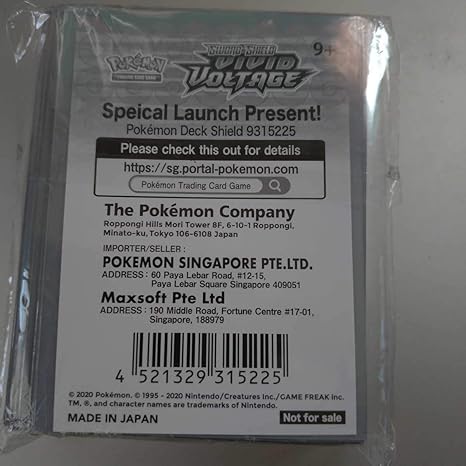 Pokémon
TRADING CARD GAME
SWORD & SHIELD
VIVID
VOLTAGE
9+
Speical Launch Present!
Pokémon Deck Shield 9315225
Please check this out for details
https://sg.portal-pokemon.com
Pokémon Trading Card Game
The Pokémon Company
Roppongi Hills Mori Tower 8F, 6-10-1 Roppongi,
Minato-ku, Tokyo 106-6108 Japan
IMPORTER/SELLER :
POKEMON SINGAPORE PTE.LTD.
ADDRESS : 60 Paya Lebar Road, #12-15,
Paya Lebar Square Singapore 409051
Maxsoft Pte Ltd
ADDRESS : 190 Middle Road, Fortune Centre #17-01,
Singapore, 188979
4 521329 315225
© 2020 Pokémon. © 1995 - 2020 Nintendo/Creatures Inc./GAME FREAK inc.
TM, ®, and character names are trademarks of Nintendo.
MADE IN JAPAN
Not for sale